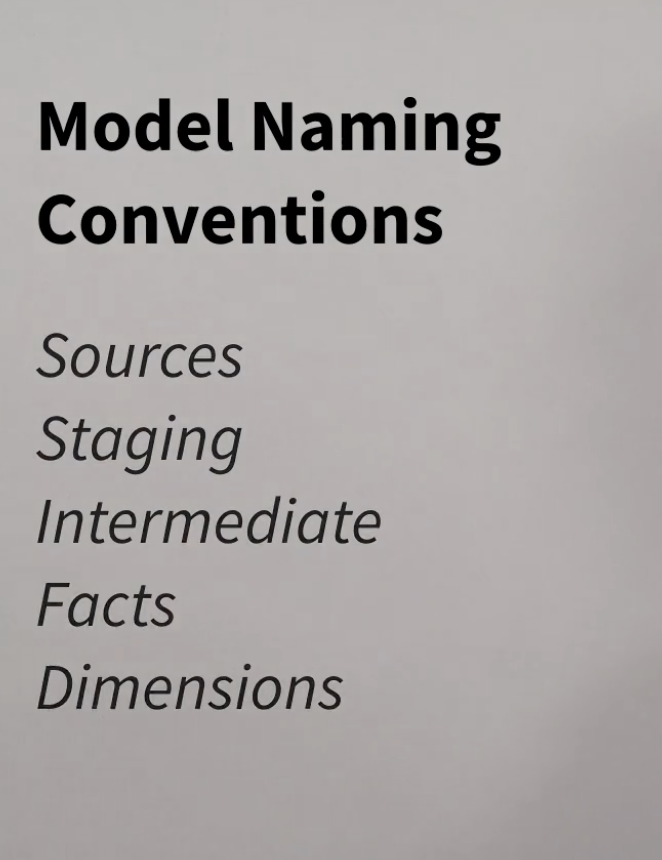 Model Naming
Conventions
Sources
Staging
Intermediate
Facts
Dimensions